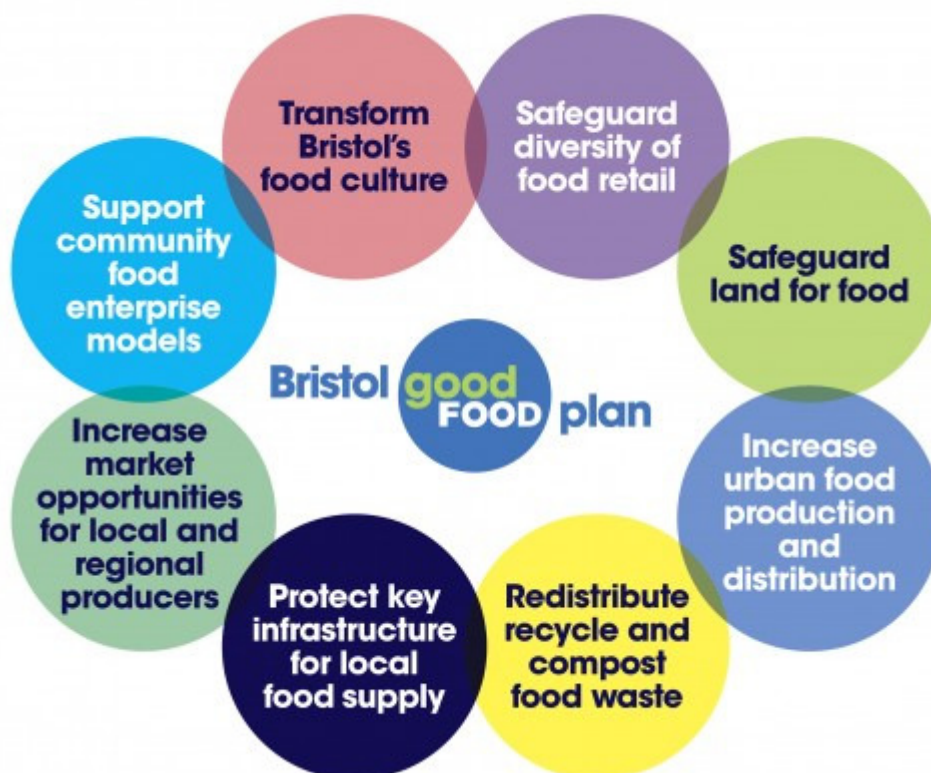 Transform
Bristol's
food culture
Safeguard
diversity of
food retail
Safeguard
land for food
Increase
urban food
production
and
distribution
Redistribute
recycle and
compost
food waste
Protect key
infrastructure
for local
food supply
Increase
market
opportunities
for local and
regional
producers
Support
community
food
enterprise
models
Bristol good
FOOD plan